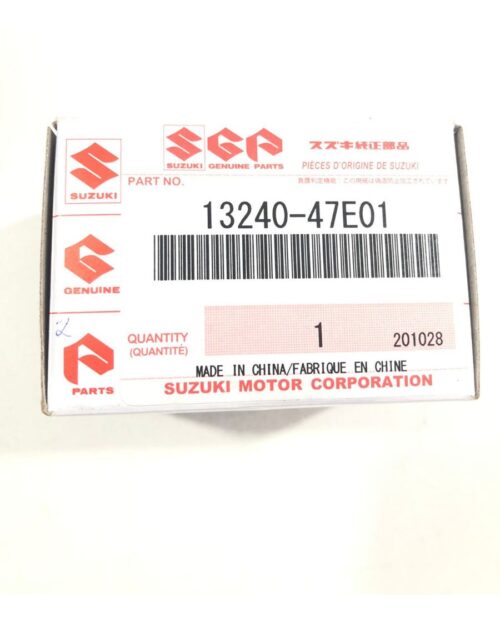 SUZUKI
SGP
SUZUKI GENUINE PARTS
スズキ純正部品
PIÈCES D'ORIGINE DE SUZUKI
PART NO.
13240-47E01
GENUINE
2
QUANTITY
(QUANTITÉ)
1
201028
PARTS
MADE IN CHINA/FABRIQUE EN CHINE
SUZUKI MOTOR CORPORATION